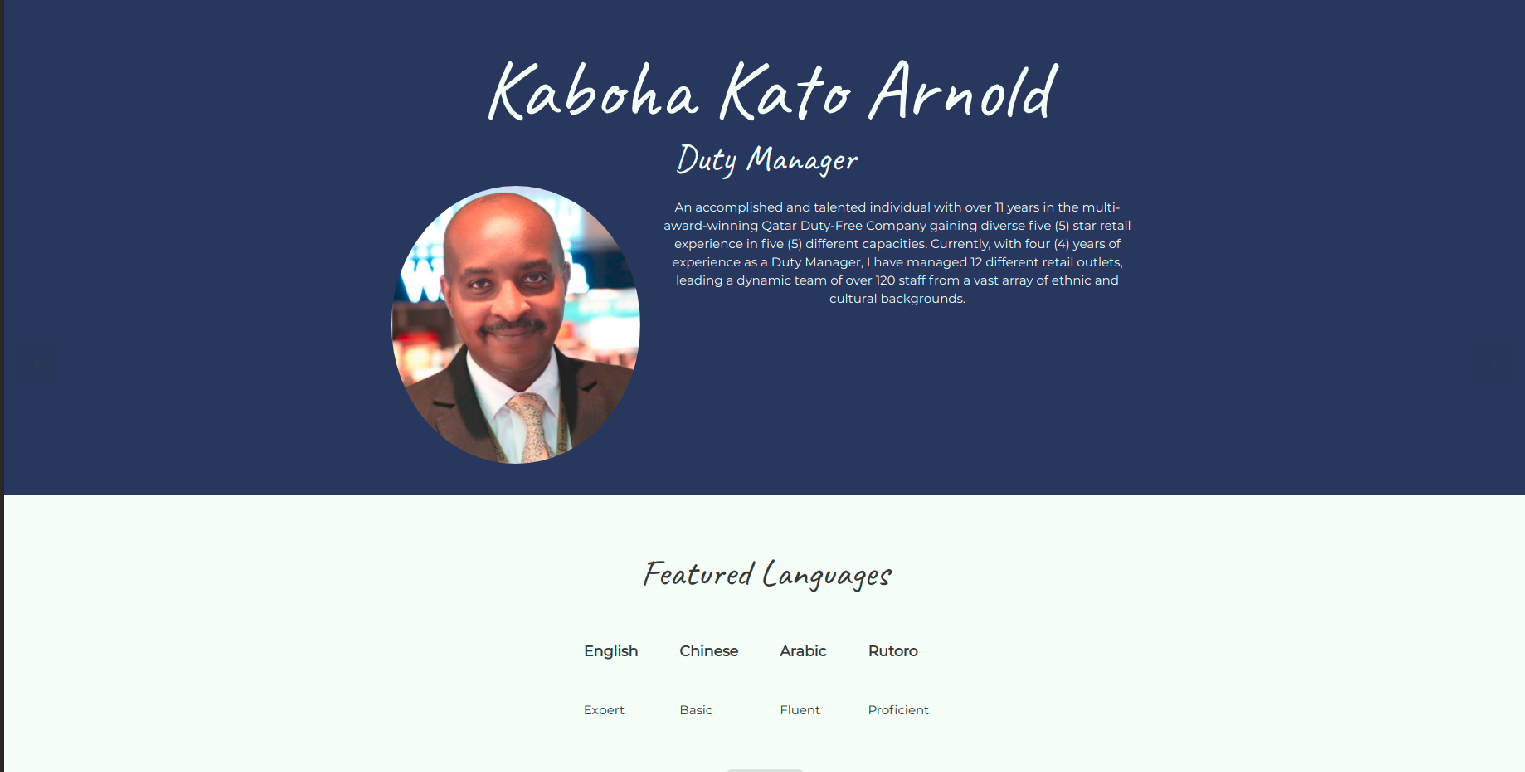 Kaboha Kato Arnold
Duty Manager
An accomplished and talented individual with over 11 years in the multi-
award-winning Qatar Duty-Free Company gaining diverse five (5) star retail
experience in five (5) different capacities. Currently, with four (4) years of
experience as a Duty Manager, I have managed 12 different retail outlets,
leading a dynamic team of over 120 staff from a vast array of ethnic and
cultural backgrounds.
Featured Languages
English Chinese Arabic Rutoro
Expert Basic Fluent Proficient